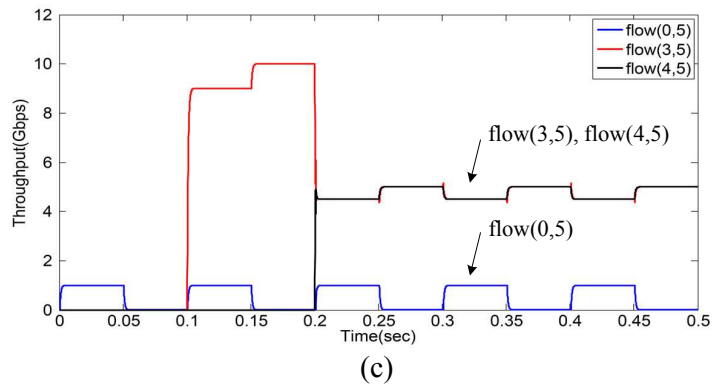 12
10
8
6
4
2
0
Throughput(Gbps)
flow(0,5)
flow(3,5)
flow(4,5)
flow(3,5), flow(4,5)
flow(0,5)
0 0.05 0.1 0.15 0.2 0.25 0.3 0.35 0.4 0.45 0.5
Time(sec)
(c)